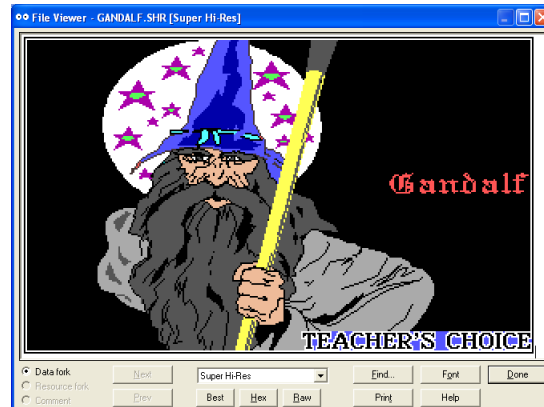 File Viewer - GANDALF.SHR [Super Hi-Res]
Gandalf
TEACHER'S CHOICE
Data fork
Resource fork
Comment
Next
Prev
Super Hi-Res
Best
Hex
Raw
Find...
Font
Done
Print
Help